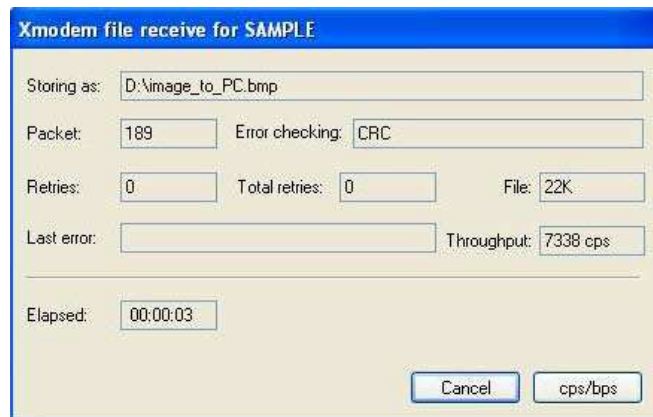 Xmodem file receive for SAMPLE
Storing as: D:\image_to_PC.bmp
Packet: 189 Error checking: CRC
Retries: 0 Total retries: 0 File: 22K
Last error: Throughput: 7338 cps
Elapsed: 00:00:03
Cancel cps/bps